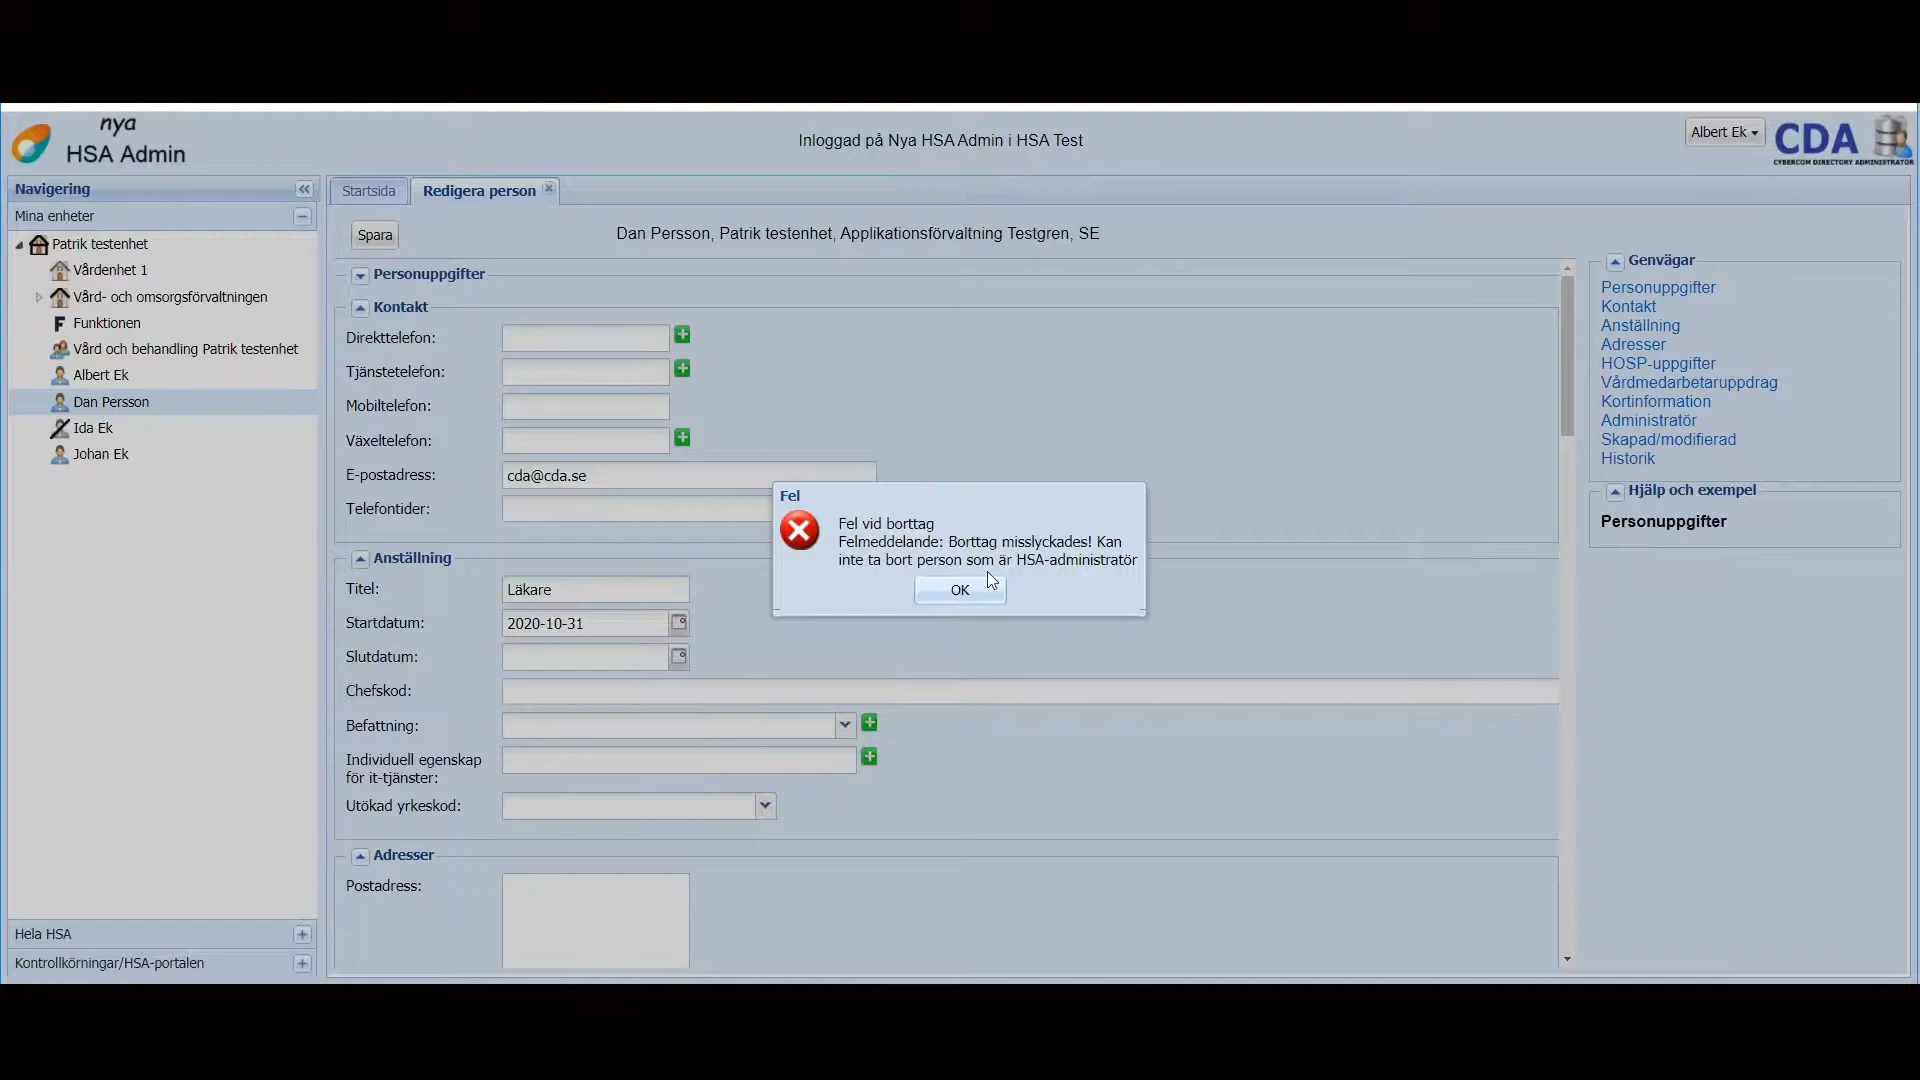 nya
HSA Admin
Inloggad på Nya HSA Admin i HSA Test
Albert Ek
CDA
CYBERCOM DIRECTORY ADMINISTRATOR
Navigering
Mina enheter
Patrik testenhet
Vårdenhet 1
Vård- och omsorgsförvaltningen
F Funktionen
Vård och behandling Patrik testenhet
Albert Ek
Dan Persson
Ida Ek
Johan Ek
Hela HSA
Kontrollkörningar/HSA-portalen
Startsida
Redigera person
Spara
Dan Persson, Patrik testenhet, Applikationsförvaltning Testgren, SE
Personuppgifter
Kontakt
Direkttelefon:
Tjänstetelefon:
Mobiltelefon:
Växeltelefon:
E-postadress: cda@cda.se
Telefontider:
Anställning
Titel: Läkare
Startdatum: 2020-10-31
Slutdatum:
Chefskod:
Befattning:
Individuell egenskap
för it-tjänster:
Utökad yrkeskod:
Adresser
Postadress:
Fel
Fel vid borttag
Felmeddelande: Borttag misslyckades! Kan
inte ta bort person som är HSA-administratör
OK
Genvägar
Personuppgifter
Kontakt
Anställning
Adresser
HOSP-uppgifter
Vårdmedarbetaruppdrag
Kortinformation
Administratör
Skapad/modifierad
Historik
Hjälp och exempel
Personuppgifter